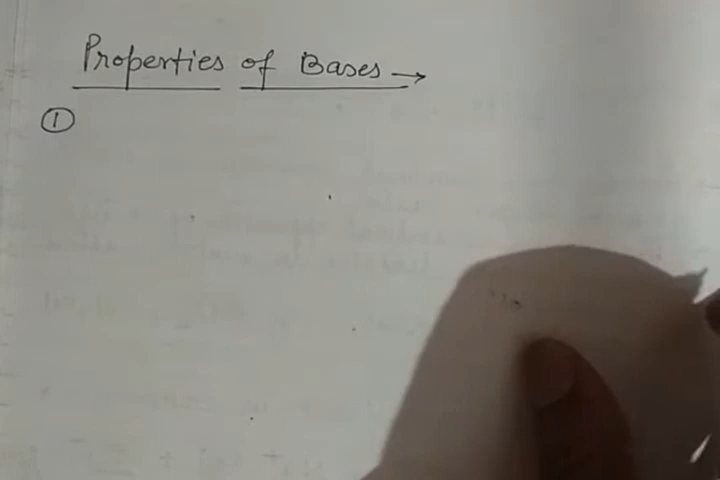 Properties of Bases →
①